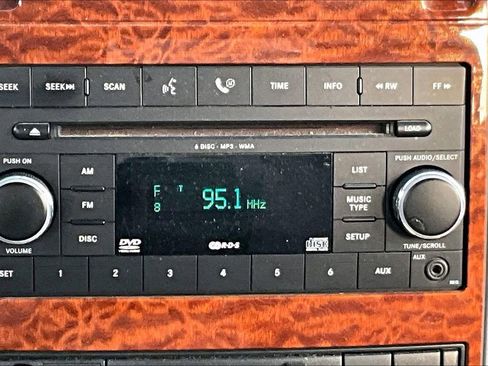 SEEK SEEK⏭ SCAN TIME INFO ◀◀ RW FF ▶▶
LOAD
6 DISC · MP3 · WMA
PUSH ON
AM
FM
DISC
VOLUME
F T 95.1 MHz
8
DVD
R·D·S
disc
LIST
MUSIC
TYPE
SETUP
PUSH AUDIO/SELECT
TUNE/SCROLL
AUX
SET 1 2 3 4 5 6 AUX